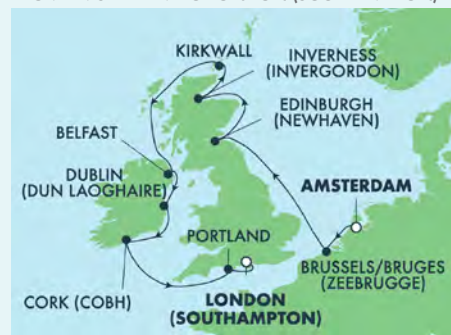 KIRKWALL
INVERNESS
(INVERGORDON)
EDINBURGH
(NEWHAVEN)
BELFAST
DUBLIN
(DUN LAOGHAIRE)
AMSTERDAM
PORTLAND
BRUSSELS/BRUGES
(ZEEBRUGGE)
CORK (COBH)
LONDON
(SOUTHAMPTON)